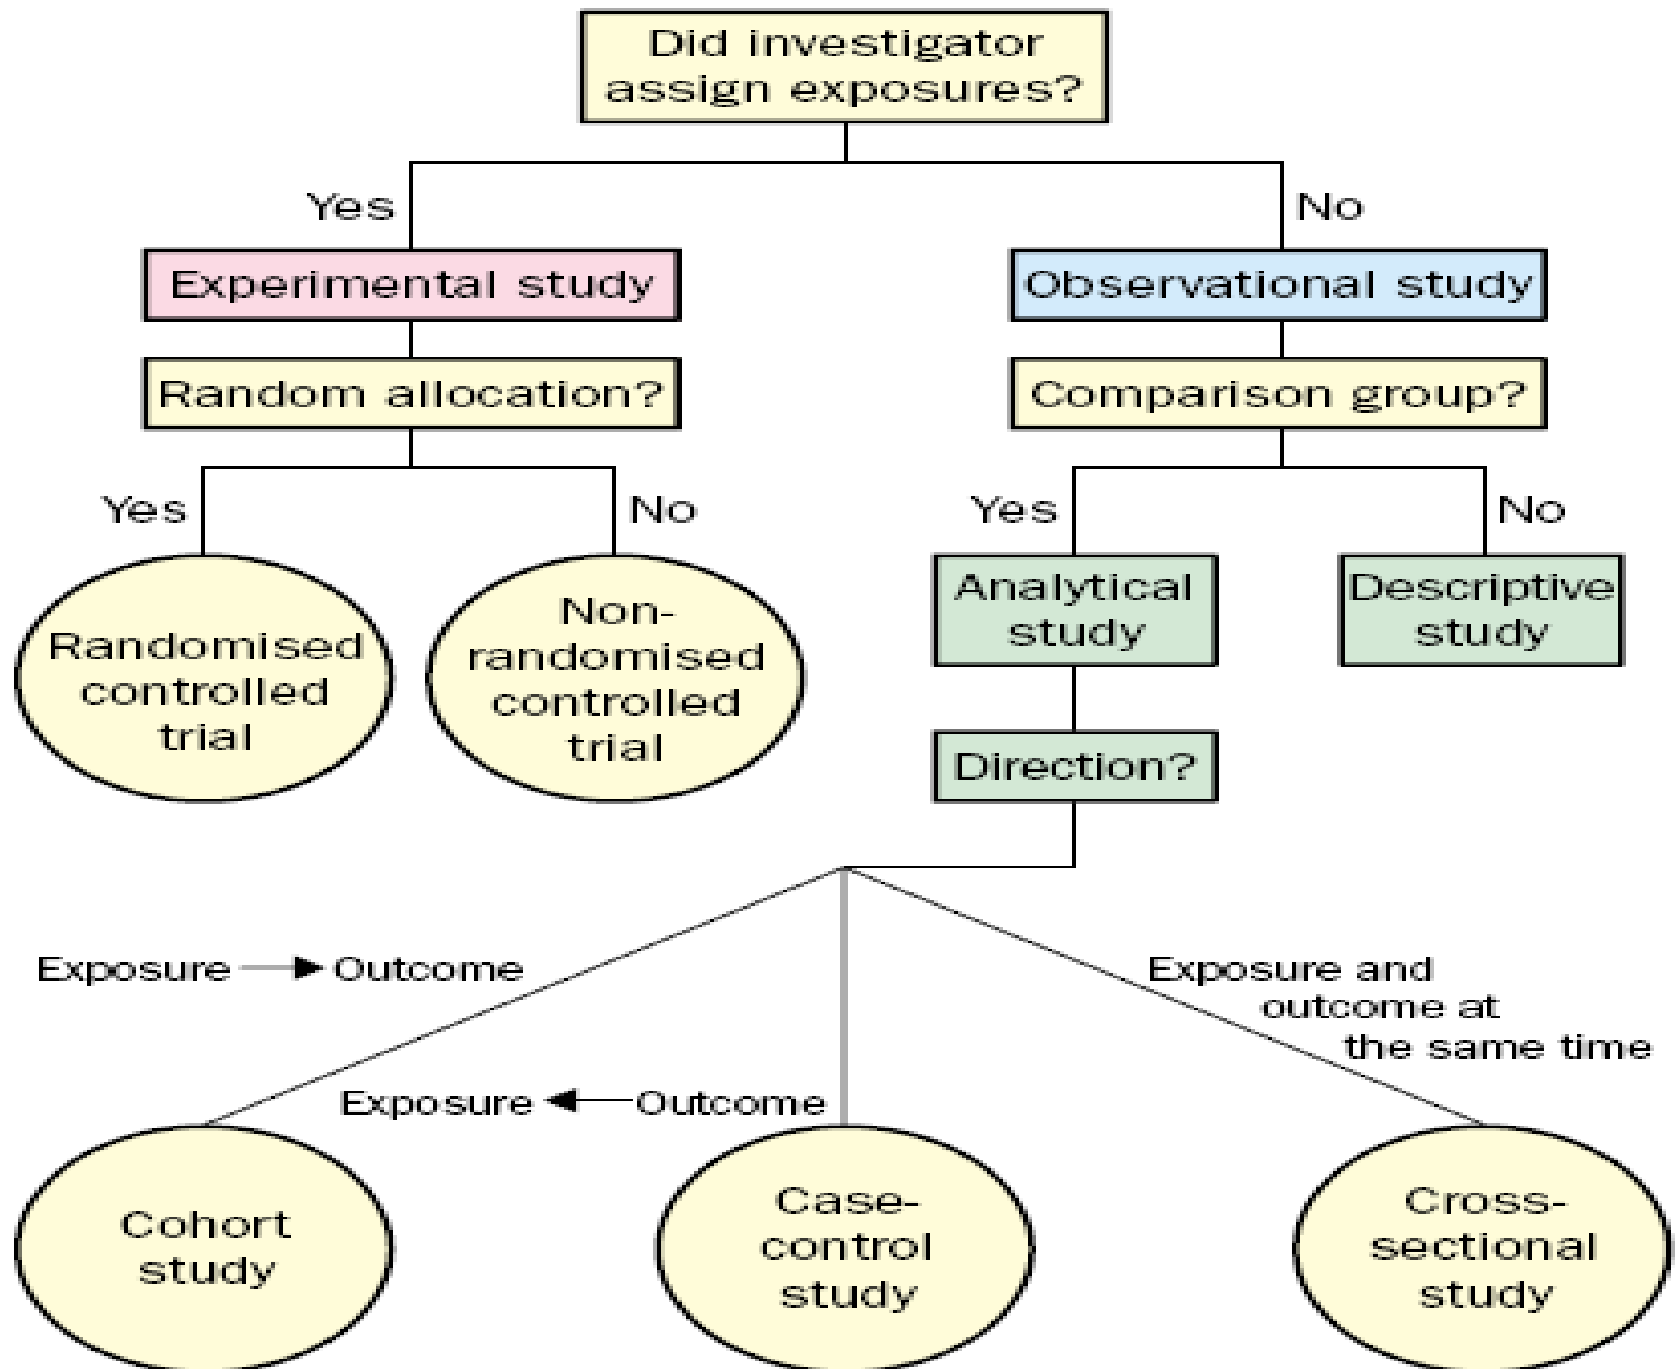 Did investigator
assign exposures?
Yes
No
Experimental study
Observational study
Random allocation?
Comparison group?
Yes
No
Yes
No
Randomised
controlled
trial
Non-
randomised
controlled
trial
Analytical
study
Descriptive
study
Direction?
Exposure → Outcome
Exposure and
outcome at
the same time
Exposure ← Outcome
Cohort
study
Case-
control
study
Cross-
sectional
study